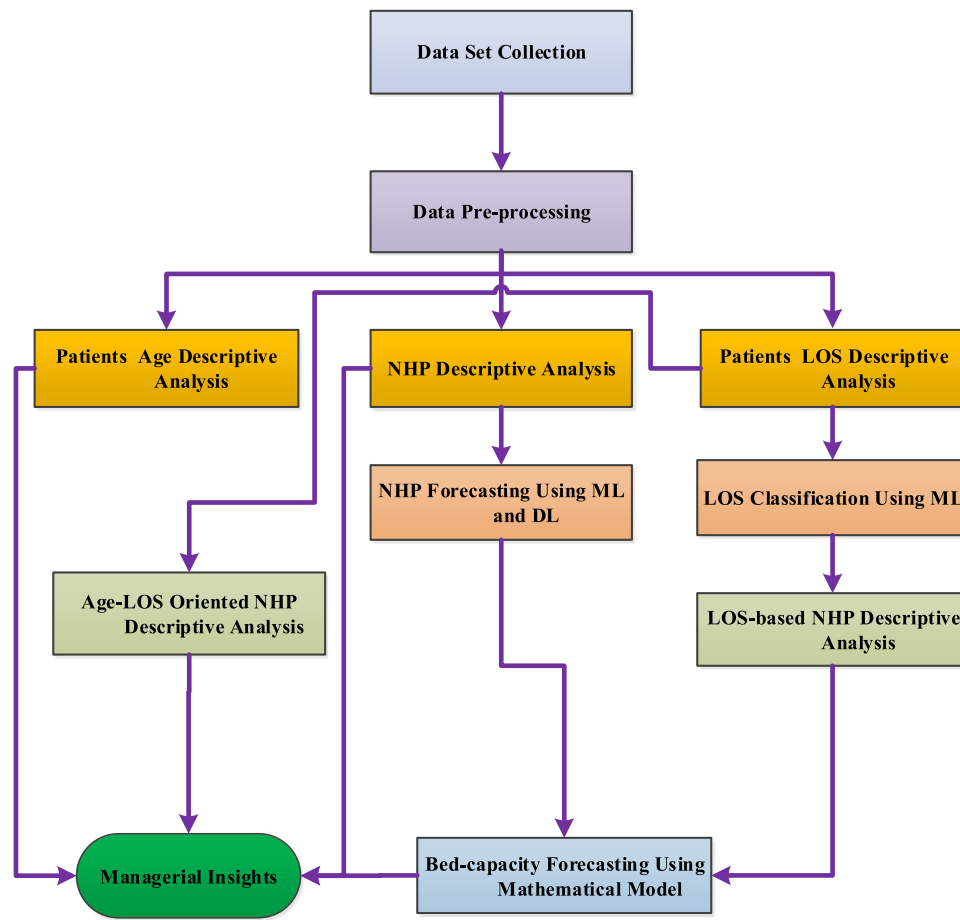 Data Set Collection
Data Pre-processing
Patients Age Descriptive
Analysis
NHP Descriptive Analysis
Patients LOS Descriptive
Analysis
NHP Forecasting Using ML
and DL
LOS Classification Using ML
Age-LOS Oriented NHP
Descriptive Analysis
LOS-based NHP Descriptive
Analysis
Managerial Insights
Bed-capacity Forecasting Using
Mathematical Model